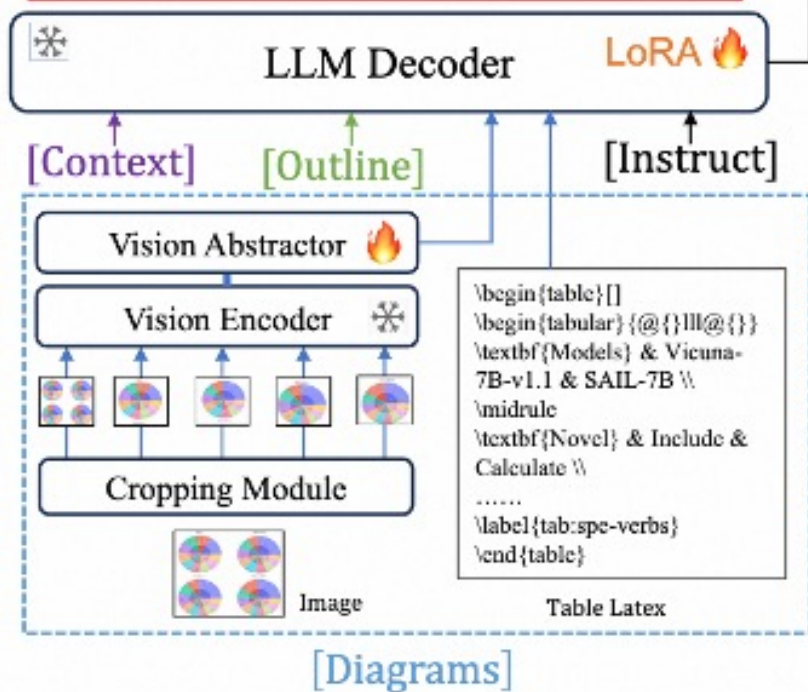 LLM Decoder LoRA
[Context] [Outline] [Instruct]
Vision Abstractor
Vision Encoder
Cropping Module
Image
\begin{table}[]
\begin{tabular}{@{}lll@{}}
\textbf{Models} & Vicuna-
7B-v1.1 & SAIL-7B \\
\midrule
\textbf{Novel} & Include &
Calculate \\
……
\label{tab:spe-verbs}
\end{table}
Table Latex
[Diagrams]